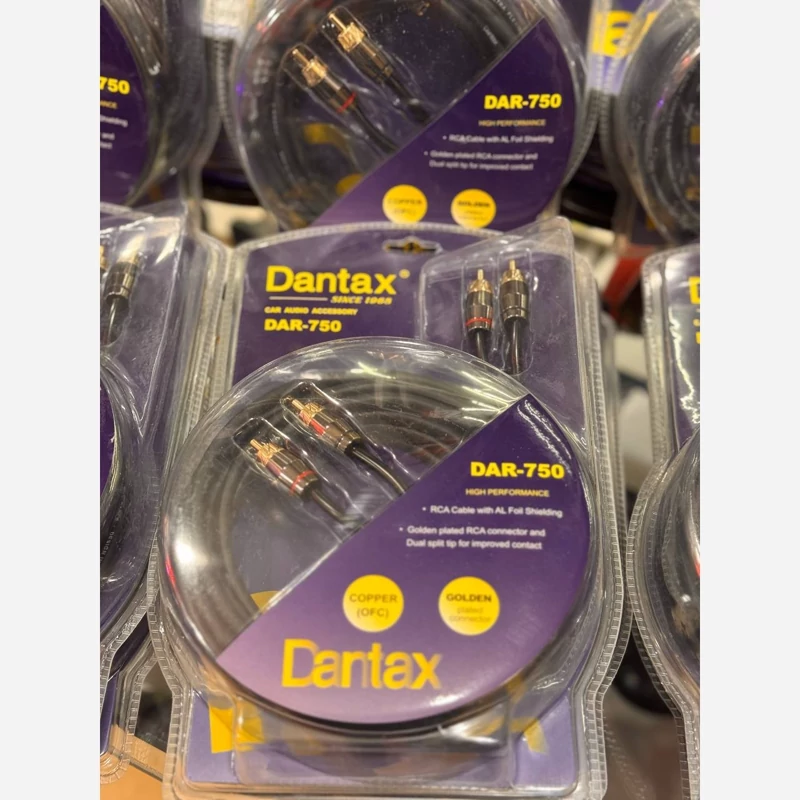 750
DAR-750
HIGH PERFORMANCE
• RCA Cable with AL Foil Shielding
• Golden plated RCA connector and
Dual split tip for improved contact
COPPER
(OFC)
GOLDEN
Dantax®
SINCE 1968
CAR AUDIO ACCESSORY
DAR-750
DAR-750
HIGH PERFORMANCE
• RCA Cable with AL Foil Shielding
• Golden plated RCA connector and
Dual split tip for improved contact
COPPER
(OFC)
GOLDEN
plated
connector
Dantax